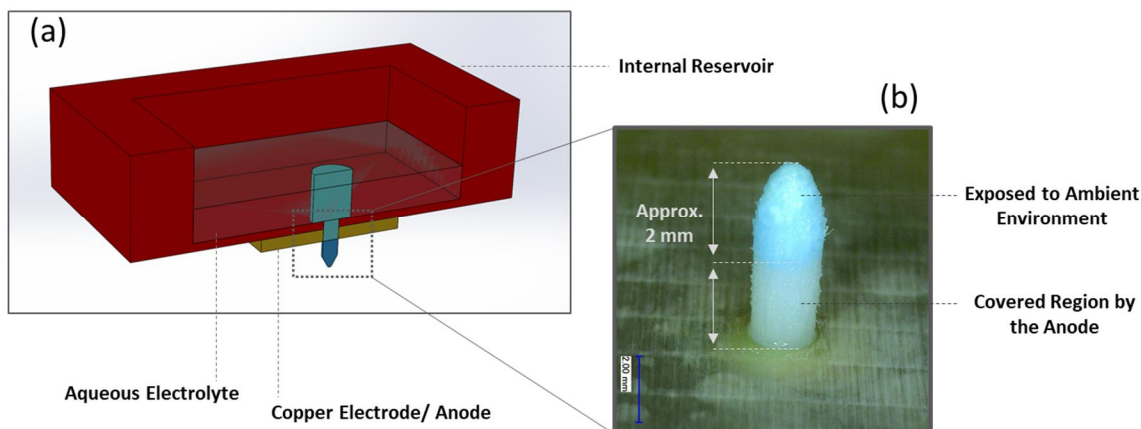 (a)
Internal Reservoir
(b)
Approx.
2 mm
Exposed to Ambient
Environment
Covered Region by
the Anode
2.00 mm
Aqueous Electrolyte
Copper Electrode/ Anode